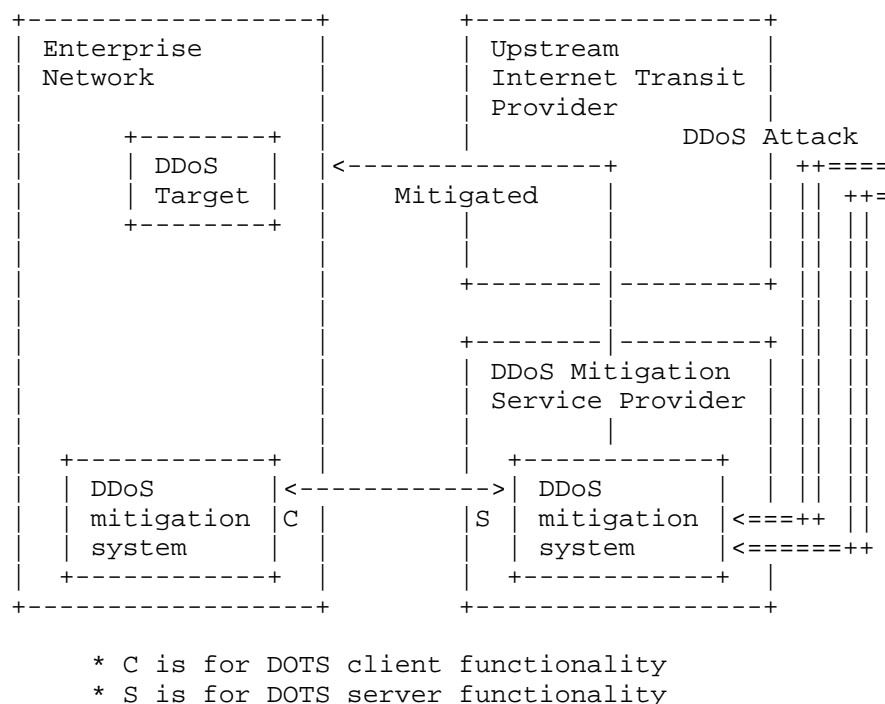 Enterprise Network
Upstream Internet Transit Provider
DDoS Attack
DDoS Target
Mitigated
DDoS Mitigation Service Provider
DDoS mitigation system
C
S
DDoS mitigation system
* C is for DOTS client functionality
* S is for DOTS server functionality